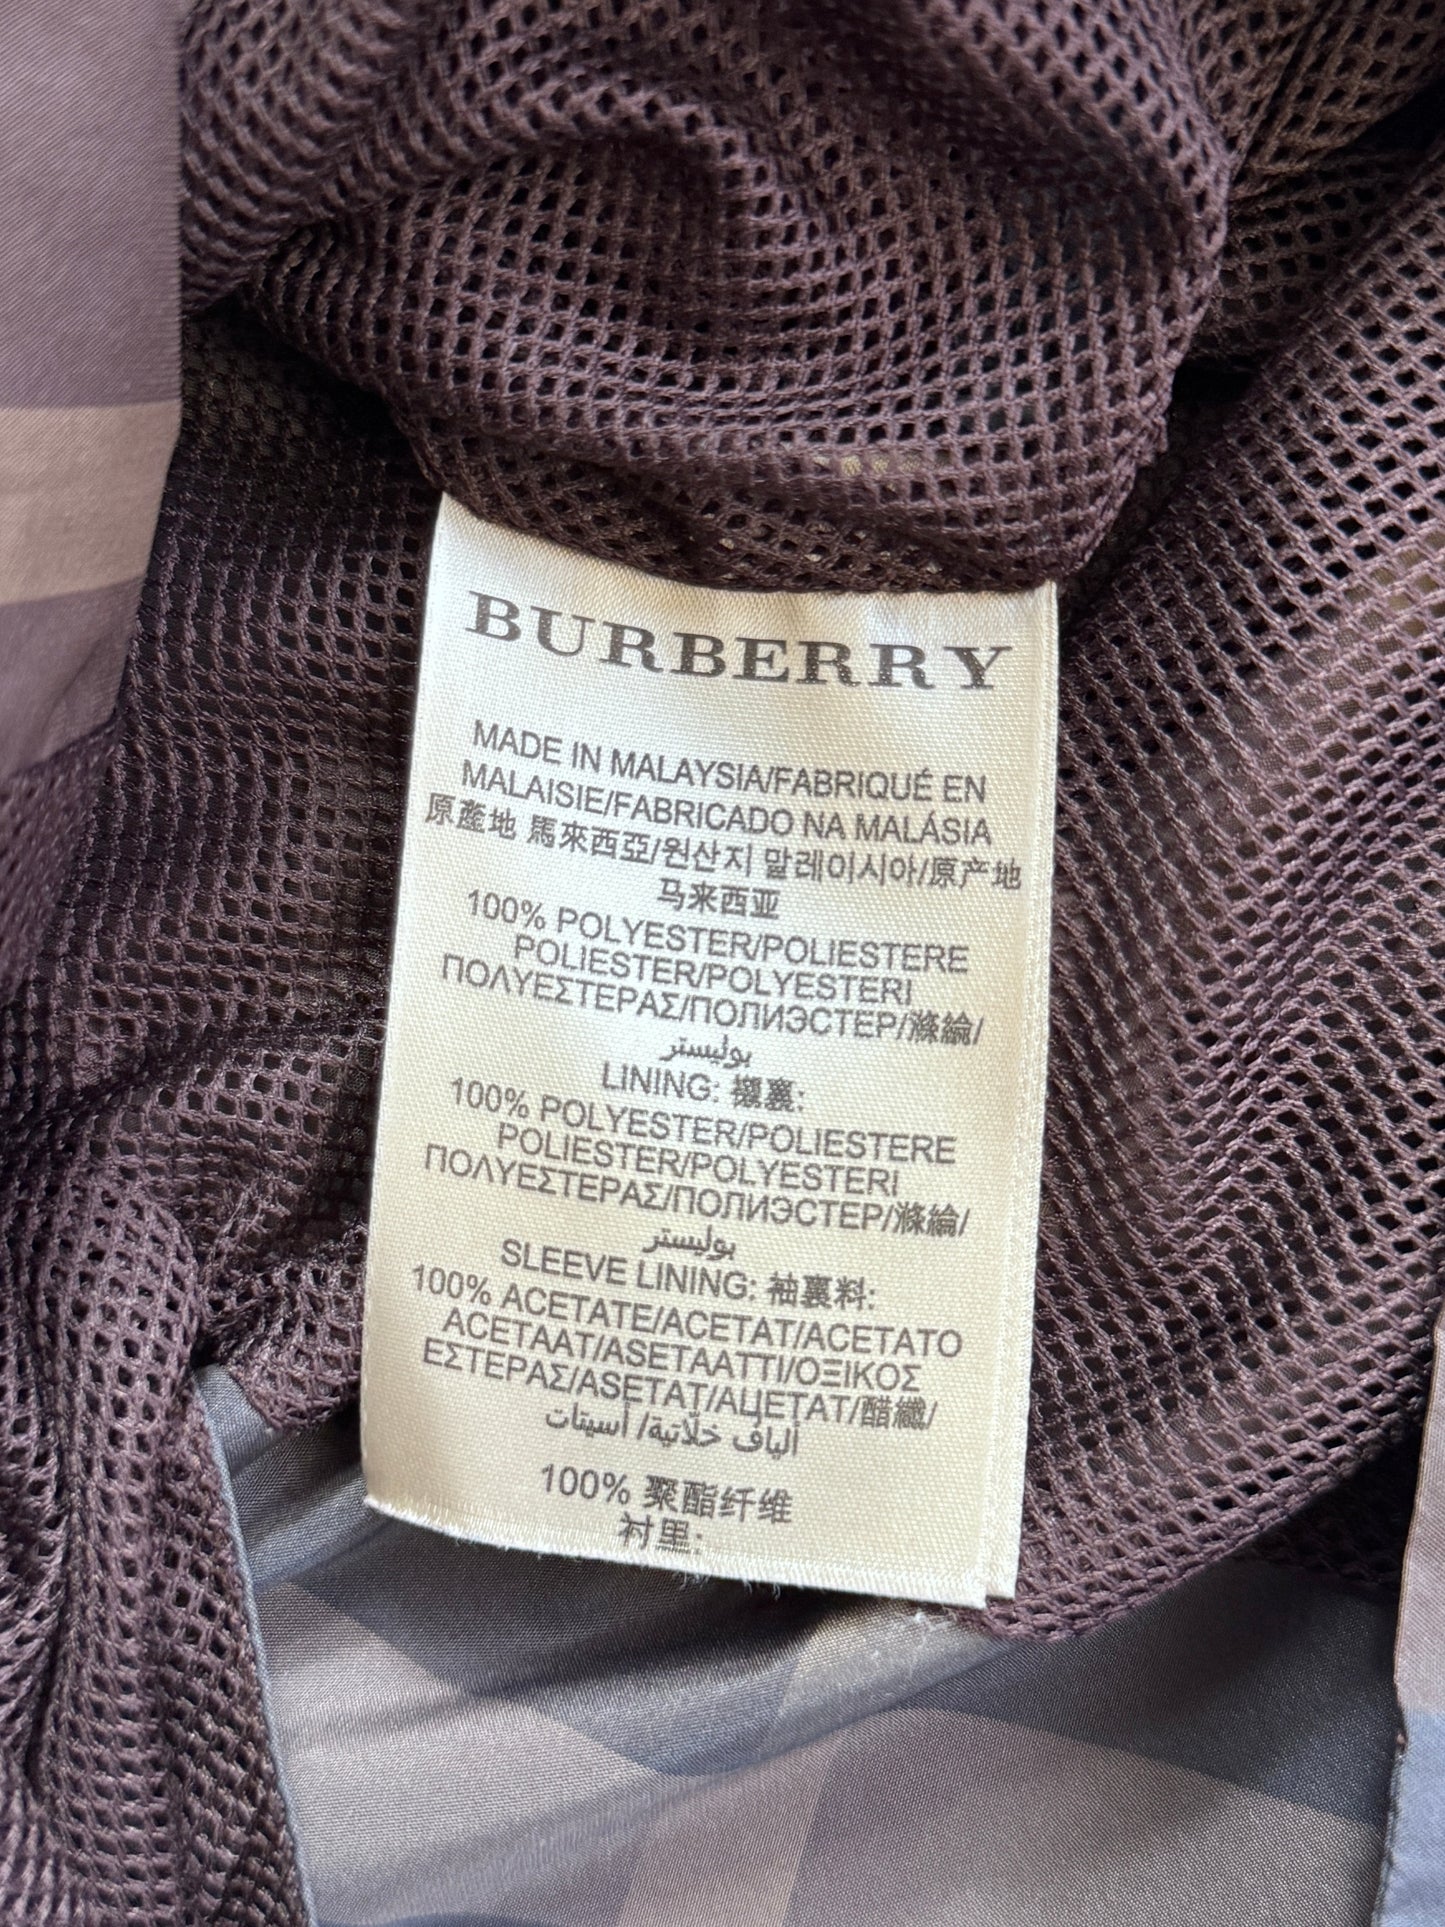 BURBERRY
MADE IN MALAYSIA/FABRIQUÉ EN
MALAISIE/FABRICADO NA MALÁSIA
原產地 馬來西亞/원산지 말레이시아/原产地
马来西亚
100% POLYESTER/POLIESTERE
POLIESTER/POLYESTERI
ΠΟΛΥΕΣΤΕΡΑΣ/ПОЛИЭСТЕР/滌綸/
بوليستر
LINING: 襯裏:
100% POLYESTER/POLIESTERE
POLIESTER/POLYESTERI
ΠΟΛΥΕΣΤΕΡΑΣ/ПОЛИЭСТЕР/滌綸/
بوليستر
SLEEVE LINING: 袖裏料:
100% ACETATE/ACETAT/ACETATO
ACETAAT/ASETAATTI/ΟΞΙΚΟΣ
ΕΣΤΕΡΑΣ/ASETAT/АЦЕТАТ/醋纖/
ألياف خلّاتية/ أسيتات
100% 聚酯纤维
衬里: